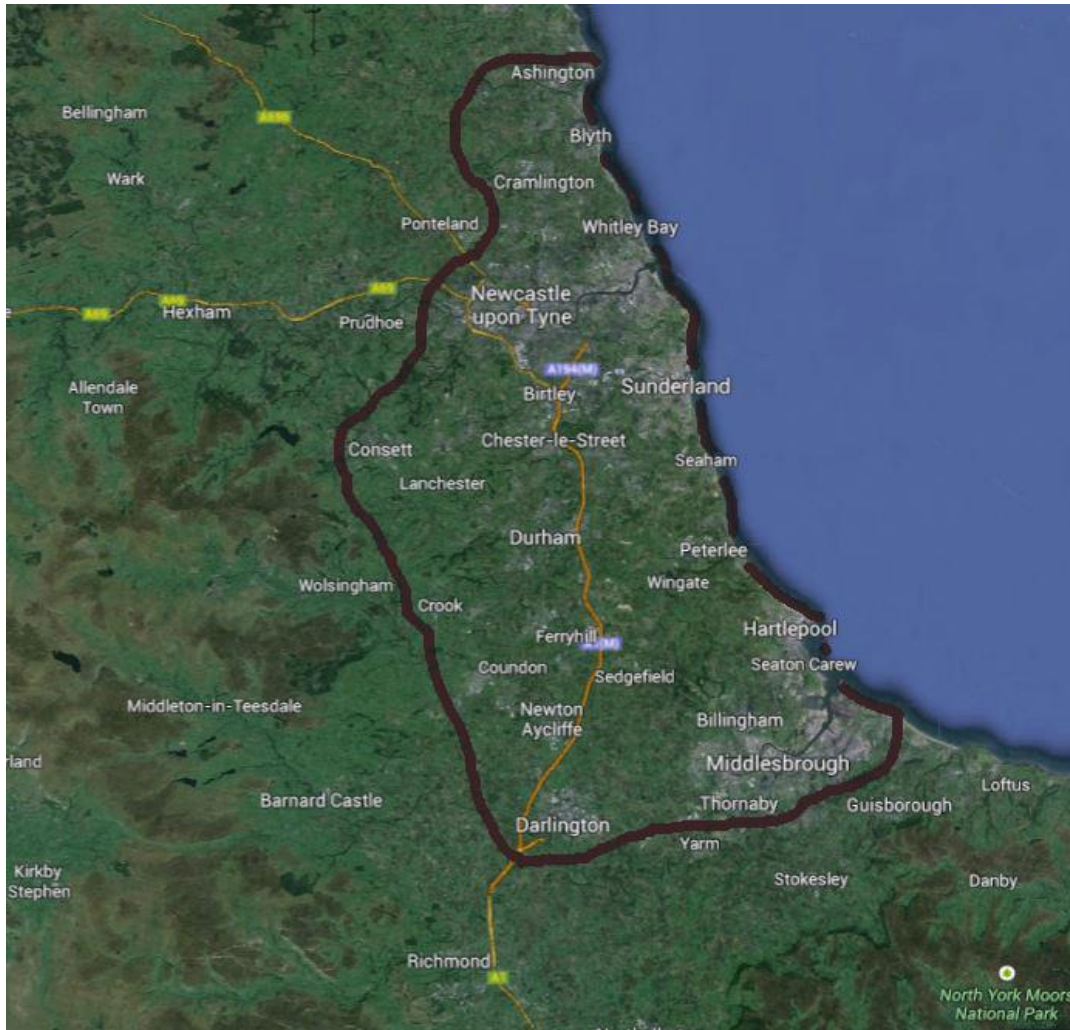 Ashington
Bellingham
A696
Blyth
Wark
Cramlington
Ponteland
Whitley Bay
A69
Newcastle
upon Tyne
A69
A69
Hexham
Prudhoe
A194(M)
Allendale
Town
Birtley
Sunderland
Chester-le-Street
Consett
Seaham
Lanchester
Durham
Peterlee
Wingate
Wolsingham
Crook
Hartlepool
Ferryhill
Seaton Carew
Coundon
Sedgefield
Middleton-in-Teesdale
Newton
Aycliffe
Billingham
rland
Middlesbrough
Loftus
Barnard Castle
Thornaby
Guisborough
Darlington
Yarm
Kirkby
Stephen
Stokesley
Danby
Richmond
A1
North York Moors
National Park